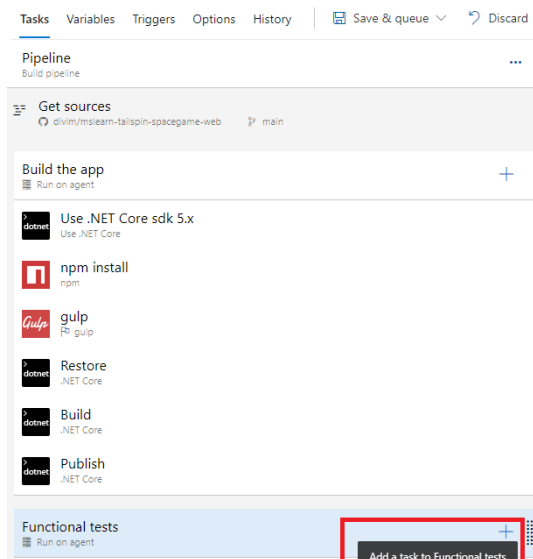 Tasks Variables Triggers Options History Save & queue Discard
Pipeline
Build pipeline
Get sources
divim/mslearn-tailspin-spacegame-web main
Build the app
Run on agent
Use .NET Core sdk 5.x
Use .NET Core
npm install
npm
gulp
gulp
Restore
.NET Core
Build
.NET Core
Publish
.NET Core
Functional tests
Run on agent
Add a task to Functional tests
dotnet
Gulp
dotnet
dotnet
dotnet